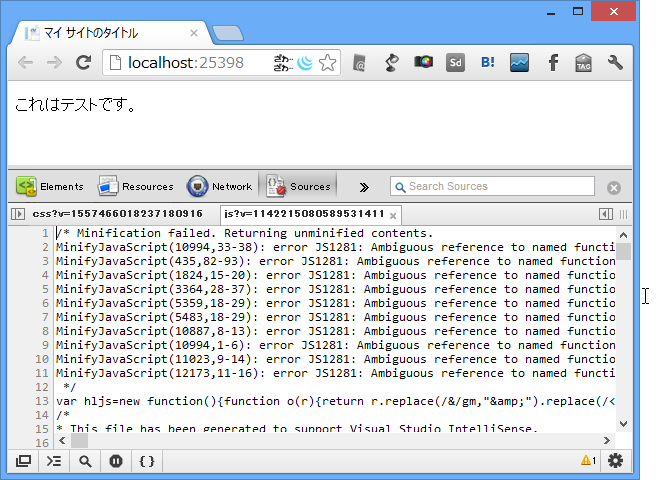 マイ サイトのタイトル
localhost:25398
ざわ..
ざわ..
Sd
B!
f
TAG
これはテストです。
Elements
Resources
Network
Sources
»
Search Sources
css?v=1557466018237180916
js?v=1142215080589531411
1 /* Minification failed. Returning unminified contents.
2 MinifyJavaScript(10994,33-38): error JS1281: Ambiguous reference to named functi
3 MinifyJavaScript(435,82-93): error JS1281: Ambiguous reference to named function
4 MinifyJavaScript(1824,15-20): error JS1281: Ambiguous reference to named functio
5 MinifyJavaScript(3364,28-37): error JS1281: Ambiguous reference to named functio
6 MinifyJavaScript(5359,18-29): error JS1281: Ambiguous reference to named functio
7 MinifyJavaScript(5483,18-29): error JS1281: Ambiguous reference to named functio
8 MinifyJavaScript(10887,8-13): error JS1281: Ambiguous reference to named functio
9 MinifyJavaScript(10994,1-6): error JS1281: Ambiguous reference to named function
10 MinifyJavaScript(11023,9-14): error JS1281: Ambiguous reference to named functio
11 MinifyJavaScript(12173,11-16): error JS1281: Ambiguous reference to named functi
12 */
13 var hljs=new function(){function o(r){return r.replace(/&/gm,"&amp;").replace(/<
14 /*
15 * This file has been generated to support Visual Studio IntelliSense.
16
{ }
1